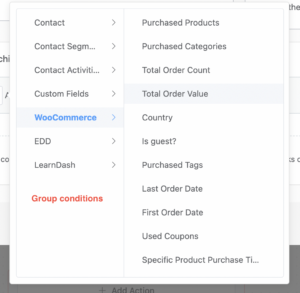 Contact
Contact Segm...
Contact Activiti...
Custom Fields
WooCommerce
EDD
LearnDash
Group conditions
Purchased Products
Purchased Categories
Total Order Count
Total Order Value
Country
Is guest?
Purchased Tags
Last Order Date
First Order Date
Used Coupons
Specific Product Purchase Ti...
+ Add Action